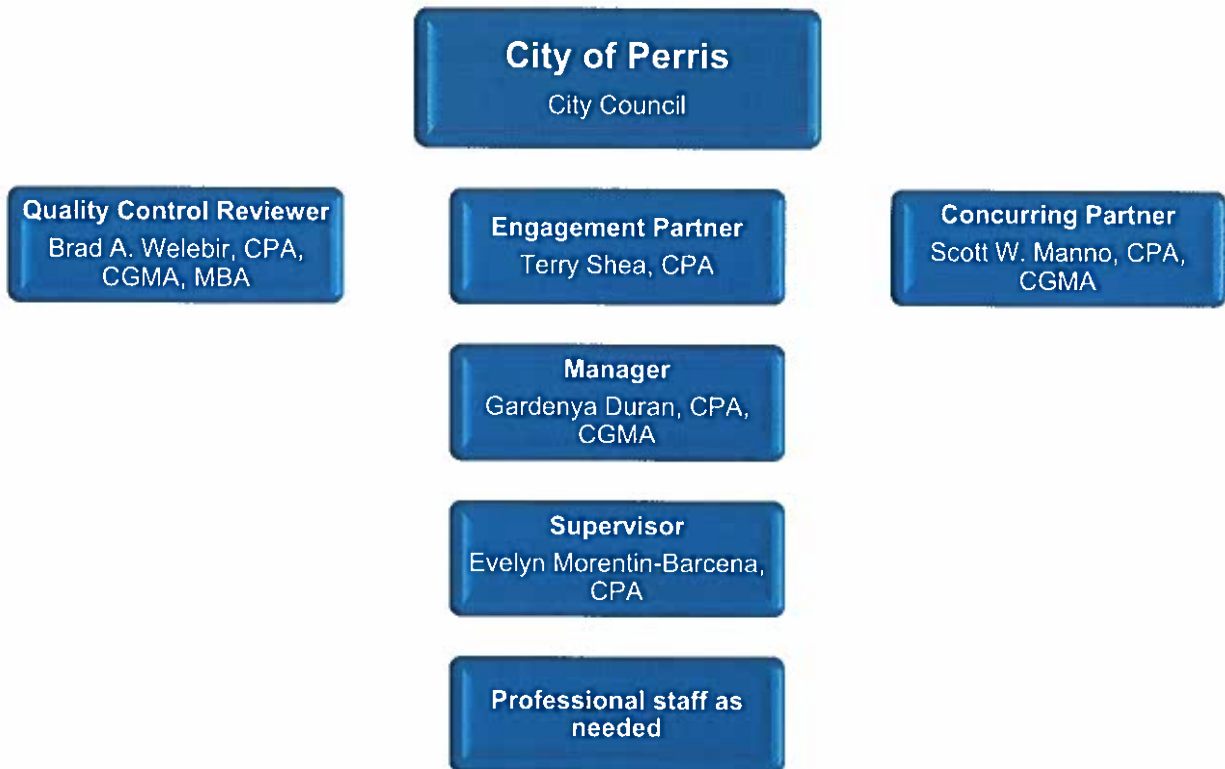 City of Perris
City Council
Quality Control Reviewer
Brad A. Welebir, CPA,
CGMA, MBA
Engagement Partner
Terry Shea, CPA
Concurring Partner
Scott W. Manno, CPA,
CGMA
Manager
Gardenya Duran, CPA,
CGMA
Supervisor
Evelyn Morentin-Barcena,
CPA
Professional staff as
needed